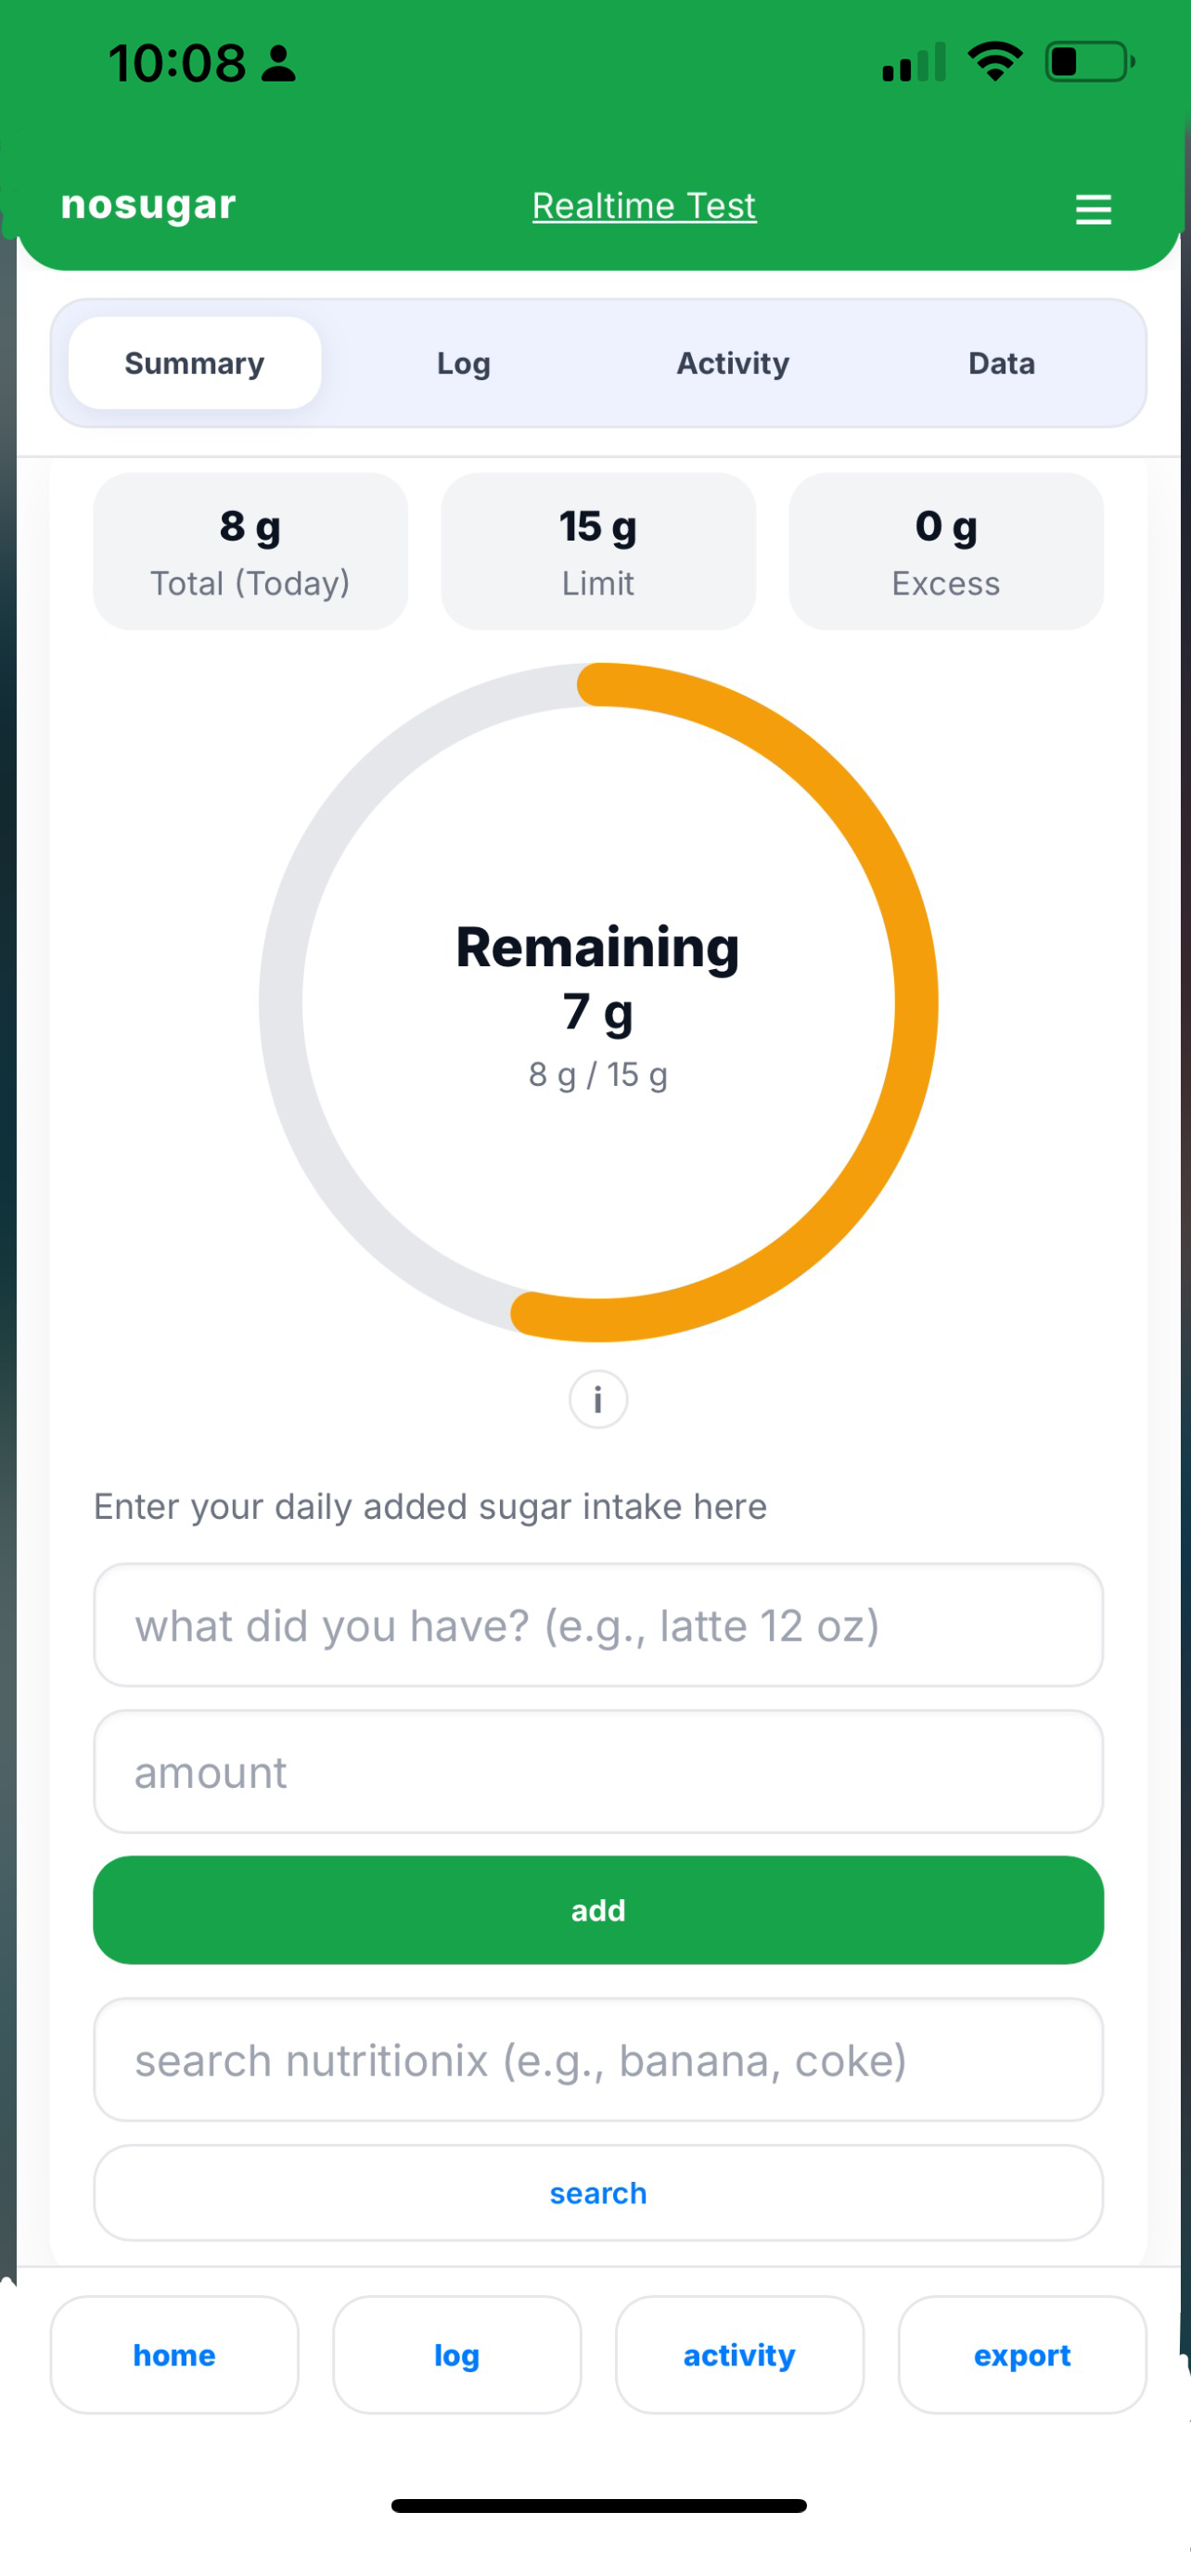 10:08
nosugar
Realtime Test
Summary
Log
Activity
Data
8 g
Total (Today)
15 g
Limit
0 g
Excess
Remaining
7 g
8 g / 15 g
i
Enter your daily added sugar intake here
what did you have? (e.g., latte 12 oz)
amount
add
search nutritionix (e.g., banana, coke)
search
home
log
activity
export